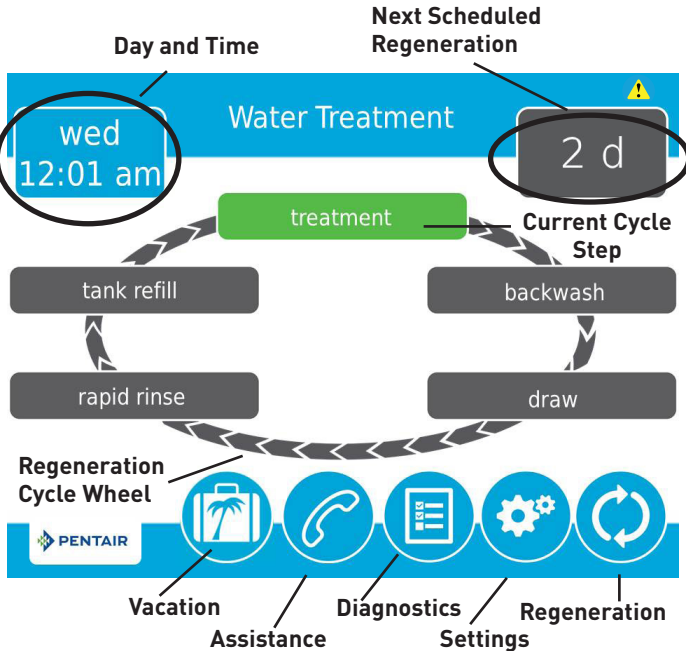 Next Scheduled
Regeneration
Day and Time
Water Treatment
wed
12:01 am
2 d
treatment
Current Cycle
Step
tank refill
backwash
rapid rinse
draw
Regeneration
Cycle Wheel
PENTAIR
Vacation
Diagnostics
Regeneration
Assistance
Settings